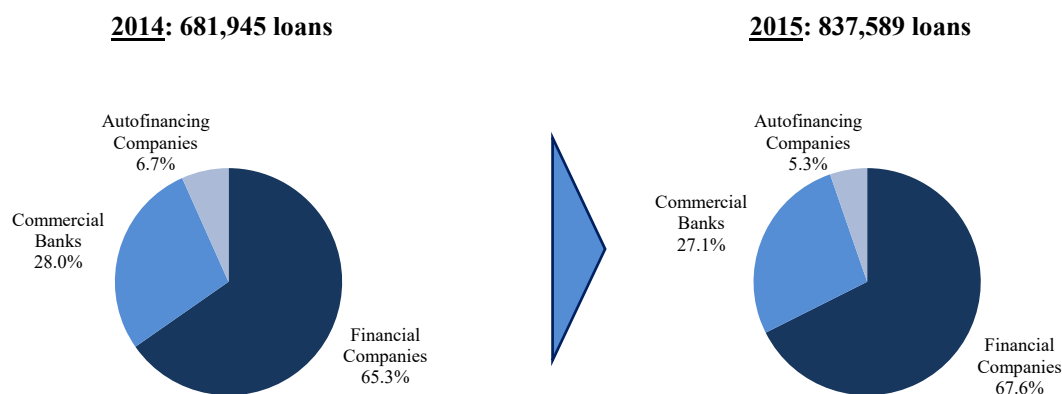 2014: 681,945 loans
Autofinancing
Companies
6.7%
Commercial
Banks
28.0%
Financial
Companies
65.3%
2015: 837,589 loans
Autofinancing
Companies
5.3%
Commercial
Banks
27.1%
Financial
Companies
67.6%